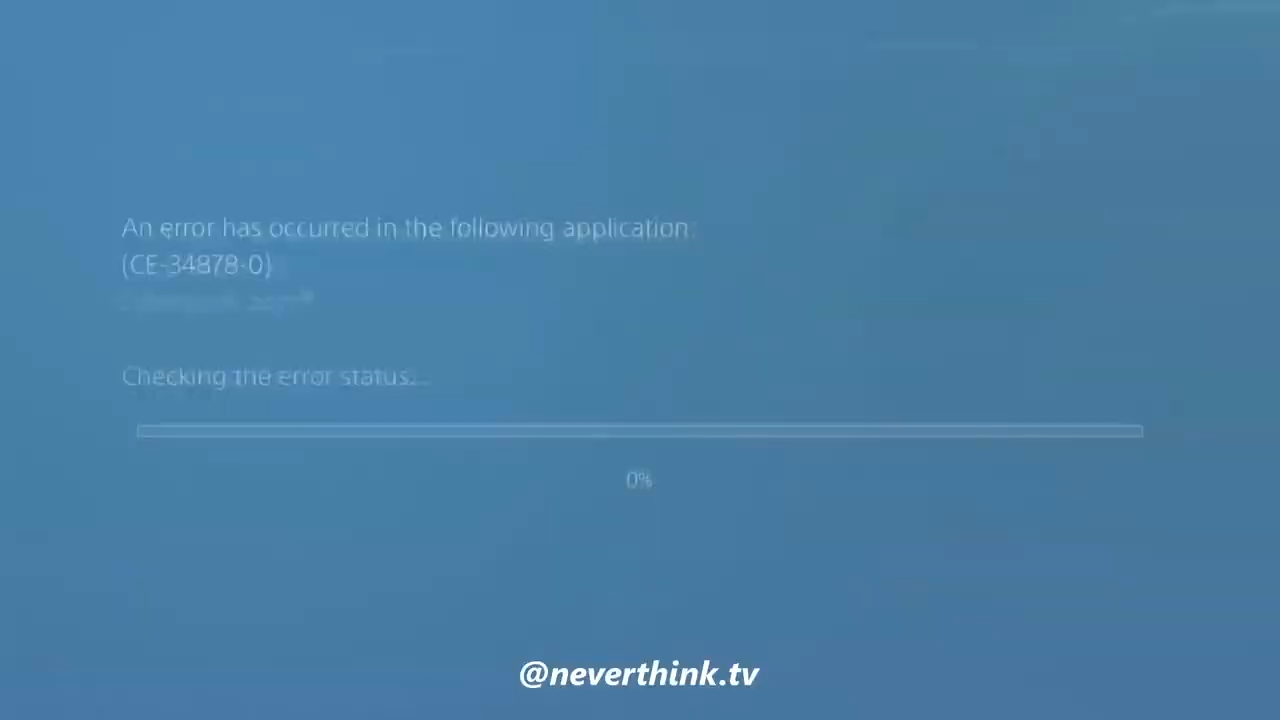 An error has occurred in the following application:
(CE-34878-0)
Checking the error status...
0%
@neverthink.tv